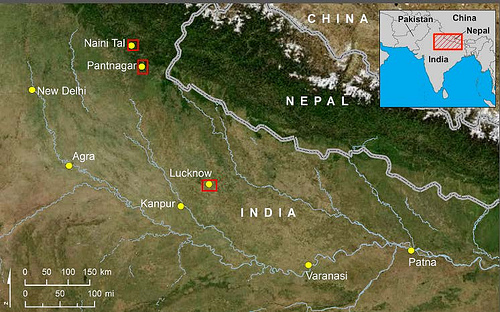 CHINA
Pakistan
China
Nepal
India
Naini Tal
Pantnagar
New Delhi
NEPAL
Agra
Lucknow
Kanpur
INDIA
Varanasi
Patna
0 50 100 150 km
0 50 100 mi
N